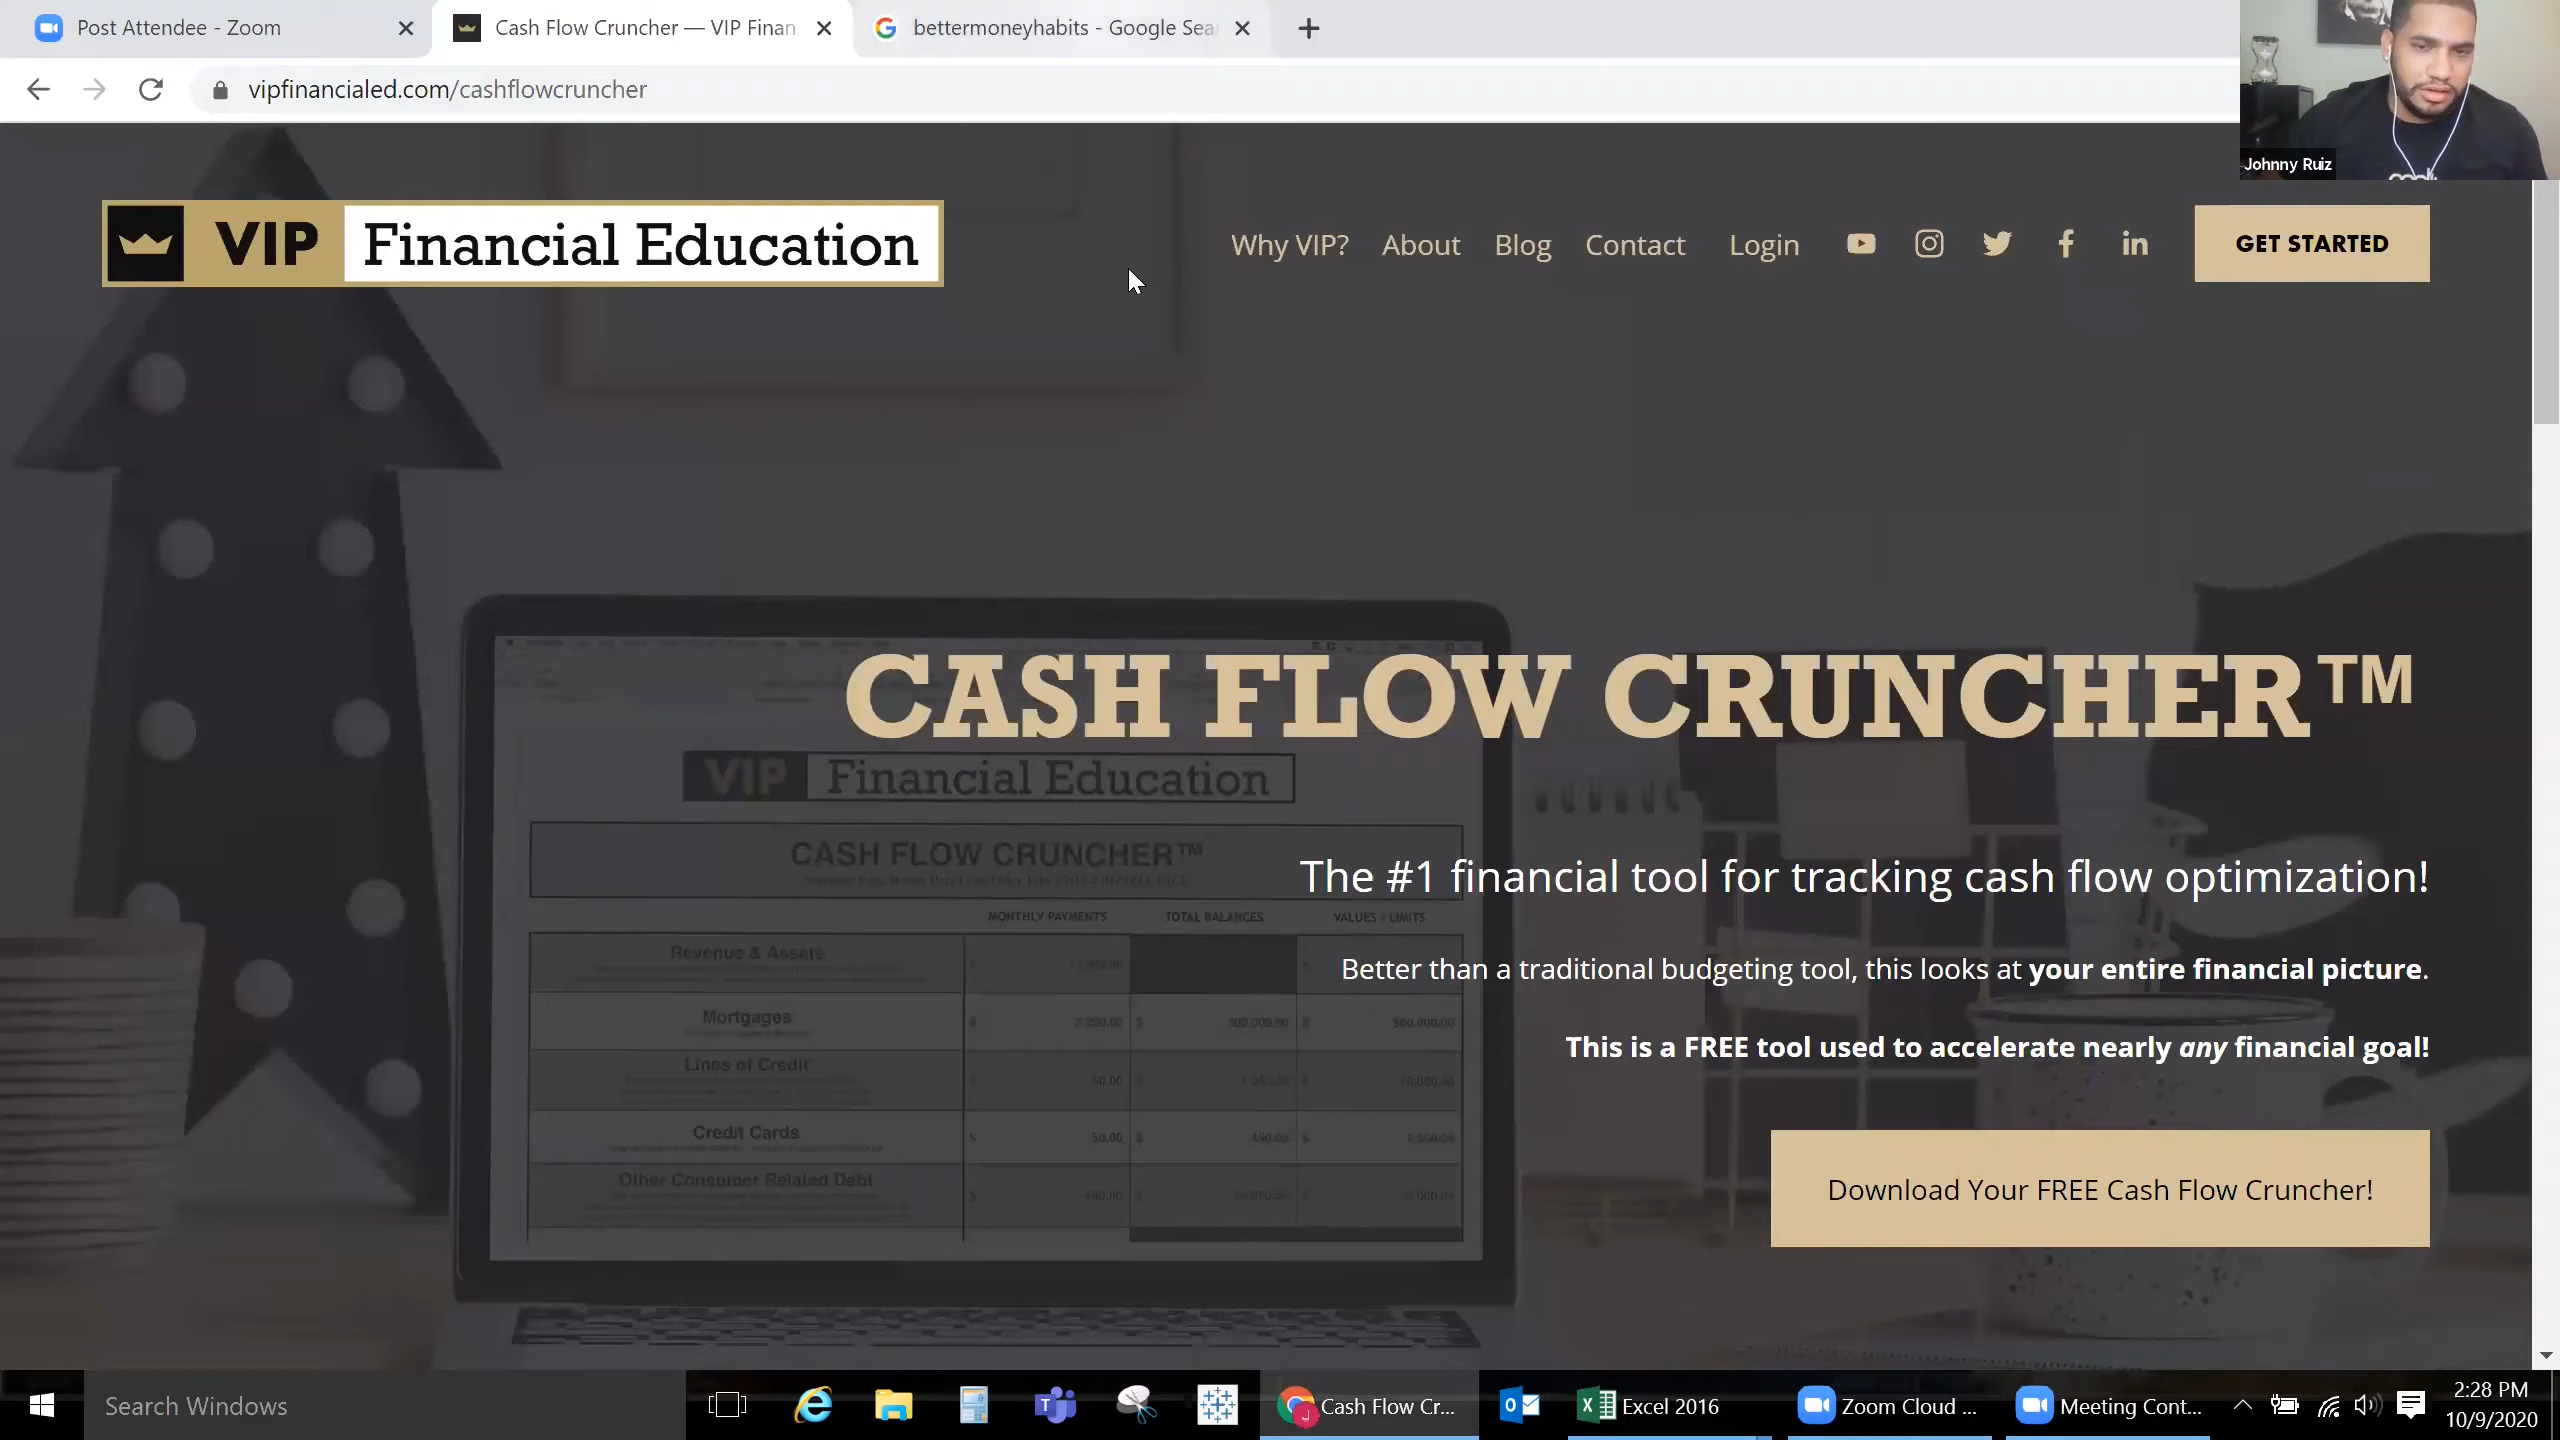 Post Attendee - Zoom
Cash Flow Cruncher — VIP Finan
bettermoneyhabits - Google Sea
vipfinancialed.com/cashflowcruncher
Johnny Ruiz
VIP Financial Education
Why VIP? About Blog Contact Login
GET STARTED
CASH FLOW CRUNCHER™
VIP Financial Education
CASH FLOW CRUNCHER™
The #1 financial tool for tracking cash flow optimization!
MONTHLY PAYMENTS TOTAL BALANCES VALUES / LIMITS
Revenue & Assets
Better than a traditional budgeting tool, this looks at your entire financial picture.
Mortgages
This is a FREE tool used to accelerate nearly any financial goal!
Lines of Credit
$ 50.00
Credit Cards
$ 50.00
Other Consumer Related Debt
Download Your FREE Cash Flow Cruncher!
Search Windows
Cash Flow Cr...
Excel 2016
Zoom Cloud ...
Meeting Cont...
2:28 PM
10/9/2020